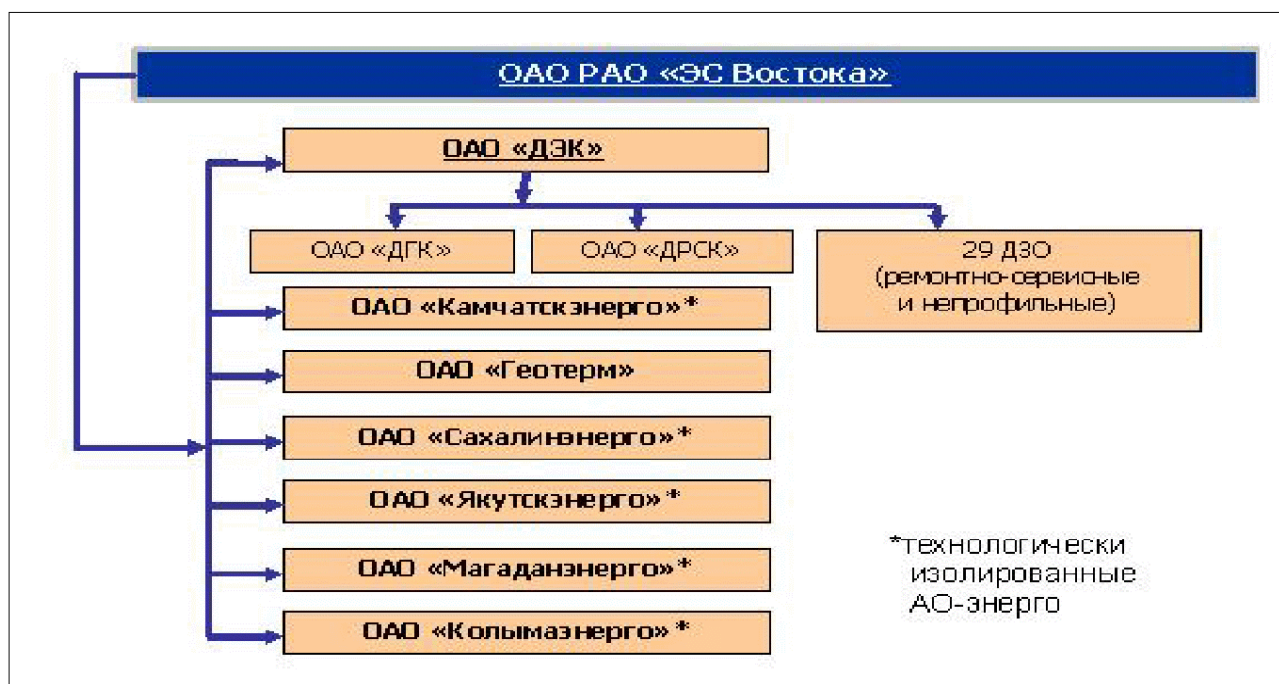 ОАО РАО «ЭС Востока»
ОАО «ДЭК»
ОАО «ДГК»
ОАО «ДРСК»
29 ДЗО
(ремонтно-сервисные
и непрофильные)
ОАО «Камчатскэнерго»*
ОАО «Геотерм»
ОАО «Сахалинэнерго»*
ОАО «Якутскэнерго»*
ОАО «Магаданэнерго»*
ОАО «Колымаэнерго»*
*технологически
изолированные
АО-энерго